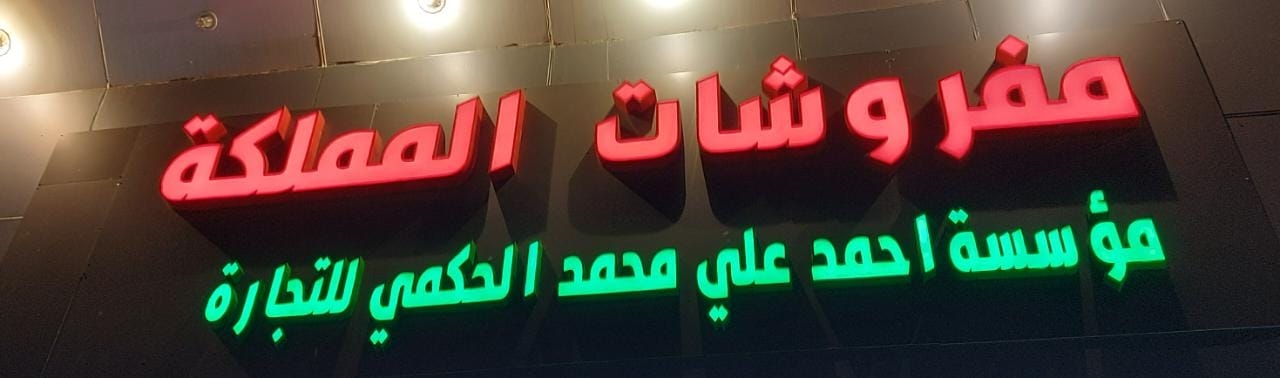 مفروشات المملكة
مؤسسة احمد علي محمد الحكمي للتجارة